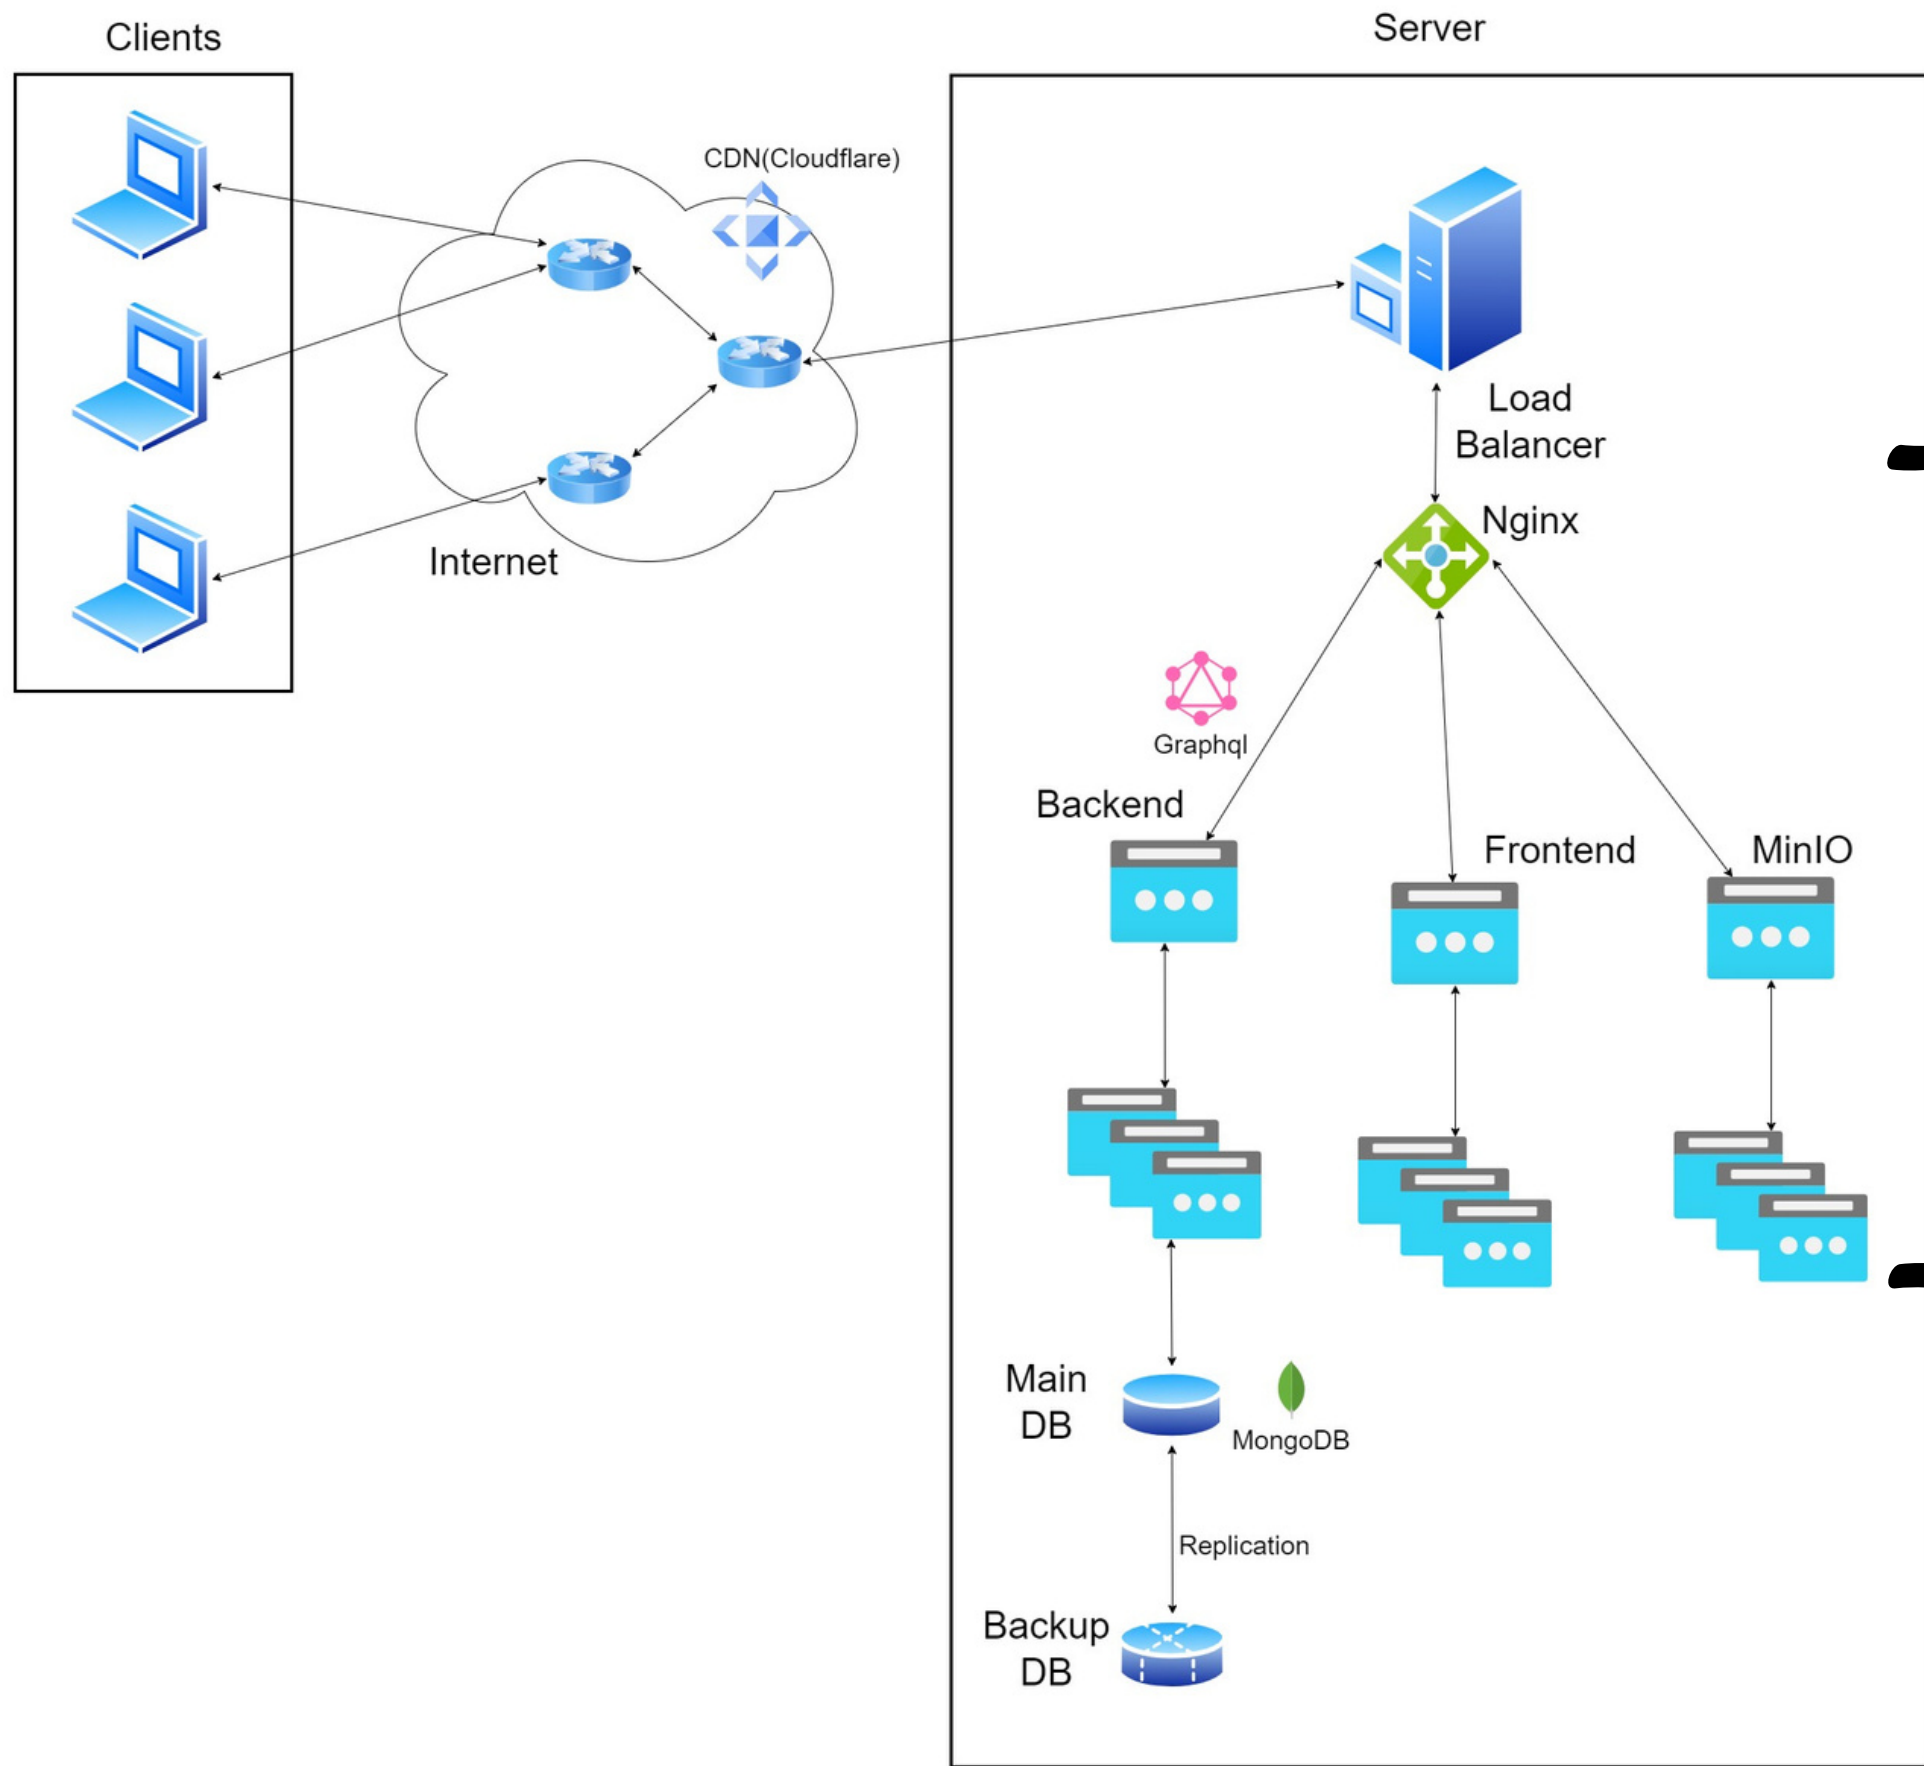 Clients
Server
CDN(Cloudflare)
Internet
Load
Balancer
Nginx
Graphql
Backend
Frontend
MinIO
Main
DB
MongoDB
Replication
Backup
DB